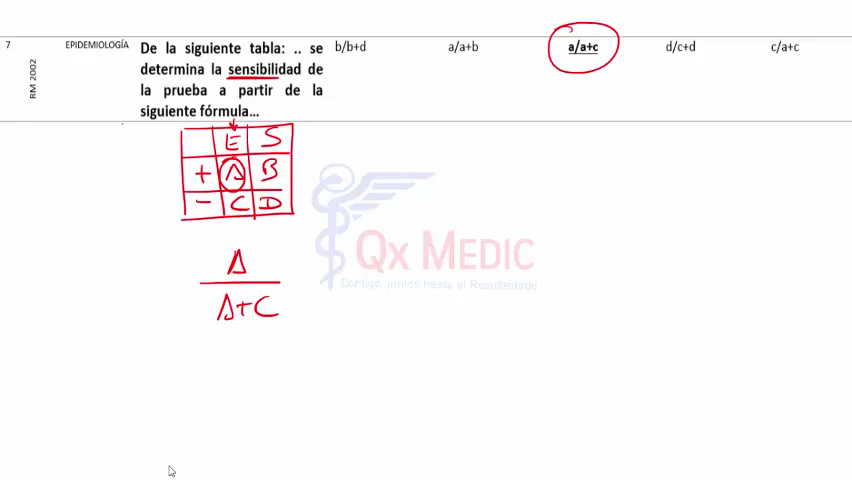 7 EPIDEMIOLOGÍA De la siguiente tabla: .. se b/b+d a/a+b a/a+c d/c+d c/a+c
determina la sensibilidad de
la prueba a partir de la
siguiente fórmula...
RM 2002
E S
+ A B
- C D
A
A+C
Qx MEDIC
Contigo, juntos hasta el Residentado